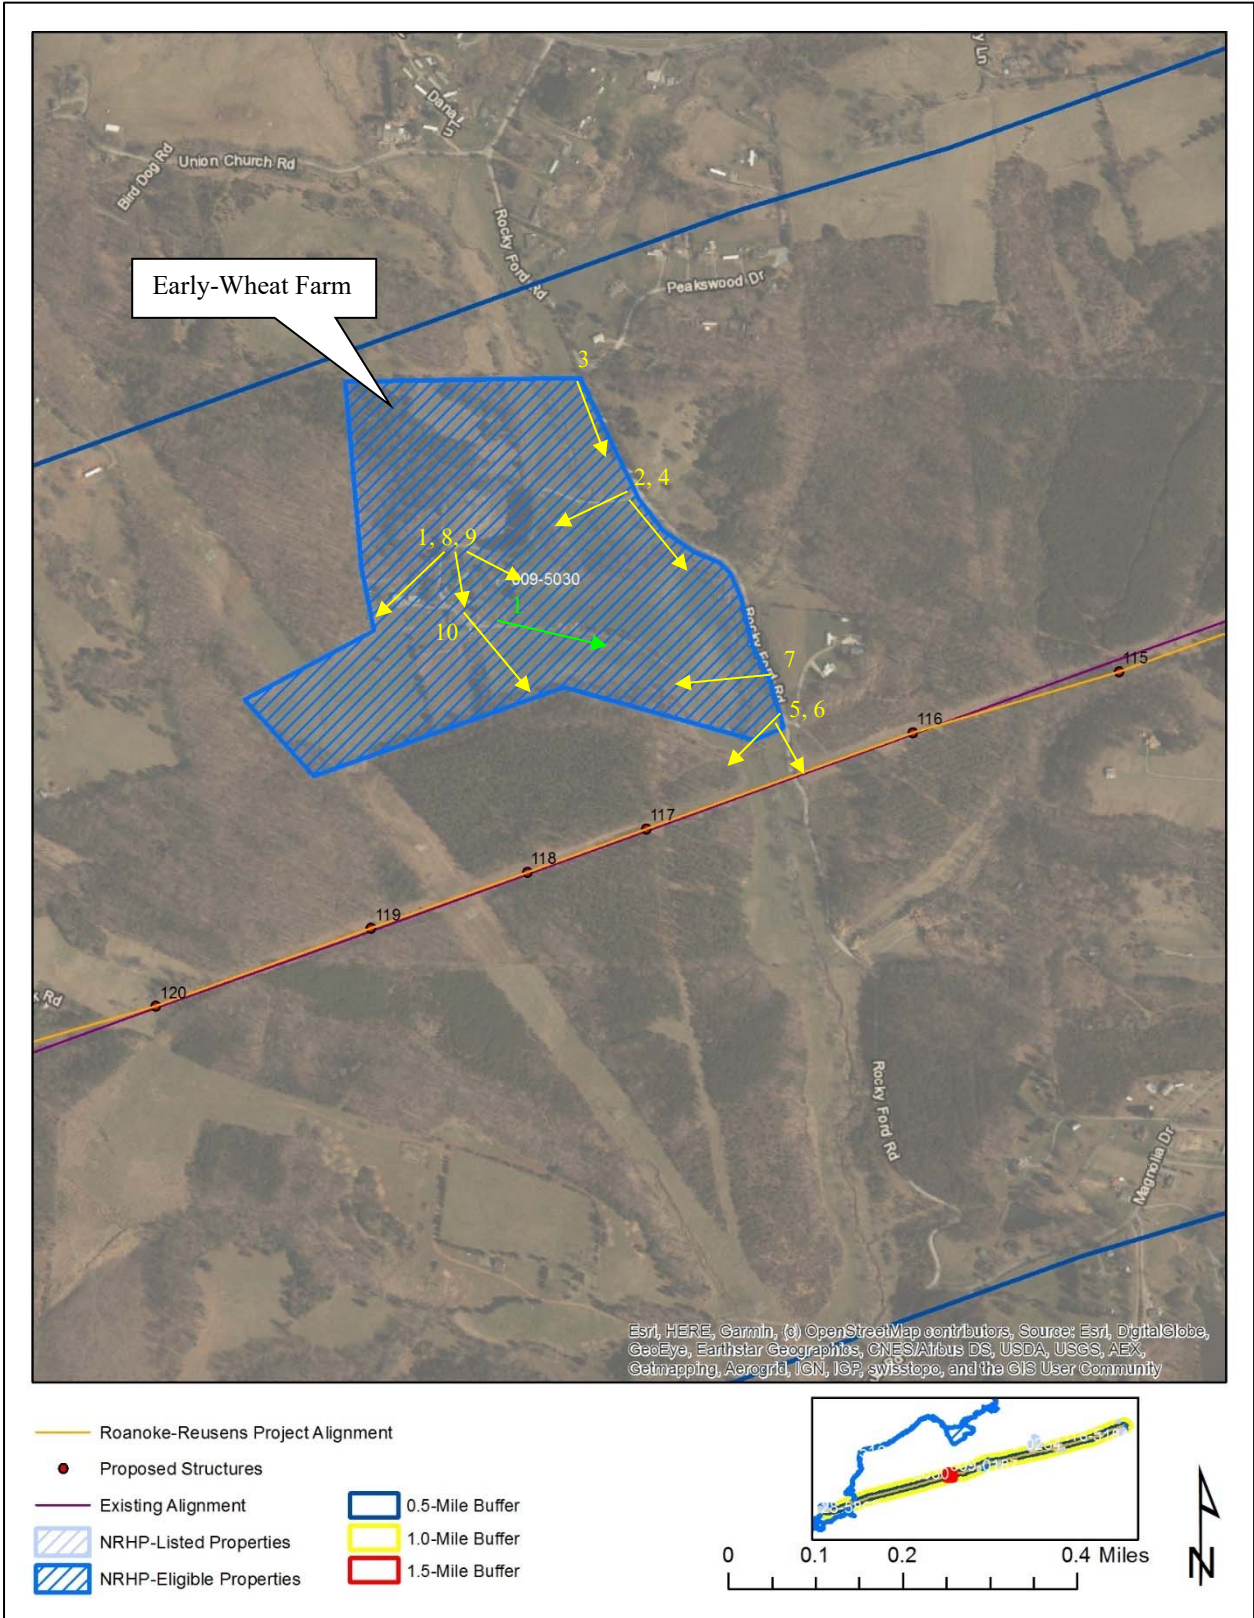 Dana Ln
y Ln
Union Church Rd
Bird Dog Rd
Rocky Ford Rd
Peakswood Dr
Early-Wheat Farm
3
2, 4
1, 8, 9
009-5030
1
10
Rocky Ford Rd
7
5, 6
115
116
117
118
119
120
k Rd
Rocky Ford Rd
Magnolia Dr
Esri, HERE, Garmin, (c) OpenStreetMap contributors, Source: Esri, DigitalGlobe,
GeoEye, Earthstar Geographics, CNES/Airbus DS, USDA, USGS, AEX,
Getmapping, Aerogrid, IGN, IGP, swisstopo, and the GIS User Community
Roanoke-Reusens Project Alignment
Proposed Structures
Existing Alignment
NRHP-Listed Properties
NRHP-Eligible Properties
0.5-Mile Buffer
1.0-Mile Buffer
1.5-Mile Buffer
0 0.1 0.2 0.4 Miles
N